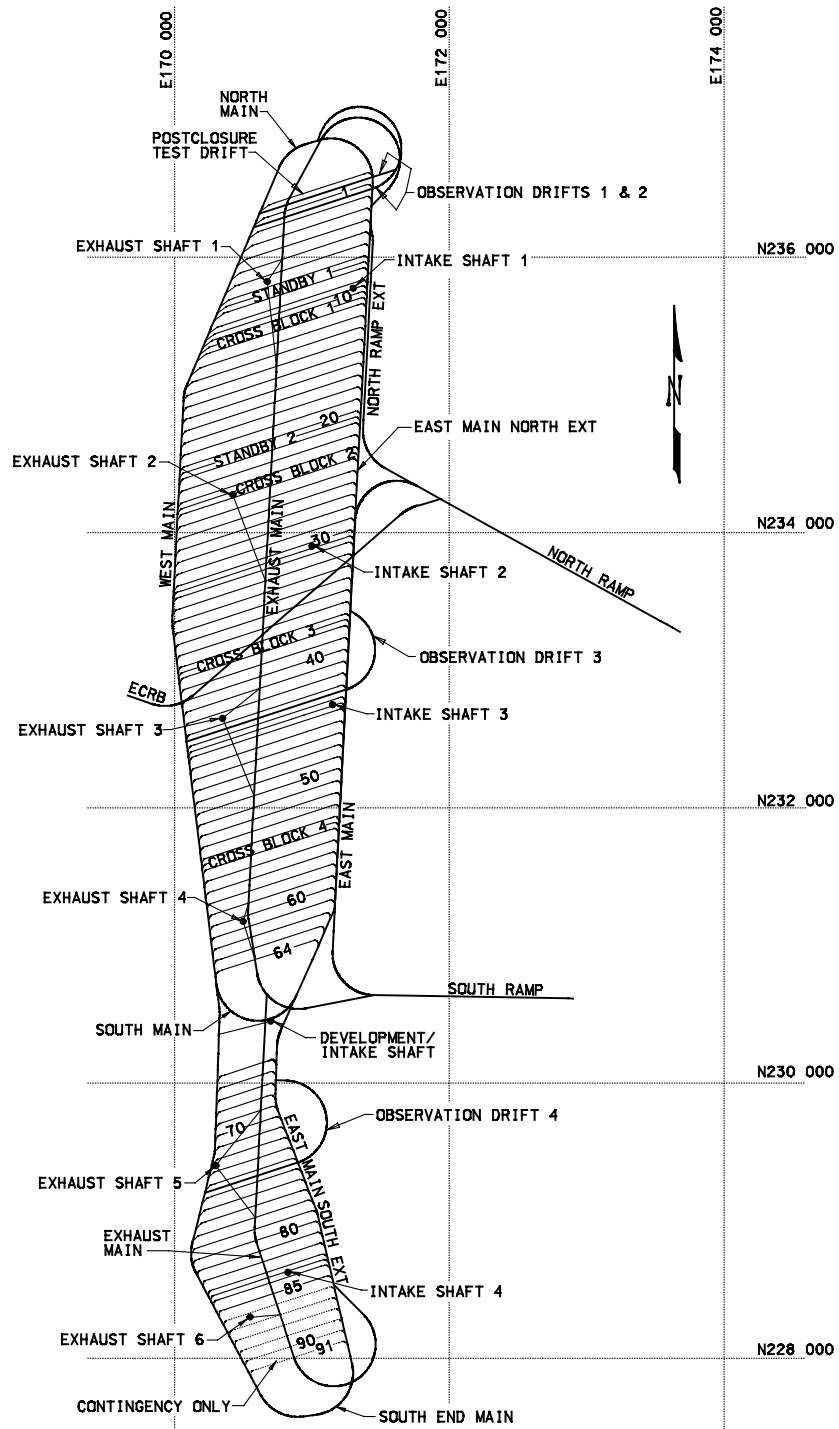 E170 000
E172 000
E174 000
NORTH
MAIN
POSTCLOSURE
TEST DRIFT
1
OBSERVATION DRIFTS 1 & 2
EXHAUST SHAFT 1
N236 000
INTAKE SHAFT 1
STANDBY 1
10
CROSS BLOCK 1
NORTH RAMP EXT
N
20
EAST MAIN NORTH EXT
STANDBY 2
EXHAUST SHAFT 2
CROSS BLOCK 2
WEST MAIN
EXHAUST MAIN
N234 000
30
INTAKE SHAFT 2
NORTH RAMP
CROSS BLOCK 3
40
OBSERVATION DRIFT 3
ECRB
EXHAUST SHAFT 3
INTAKE SHAFT 3
50
N232 000
CROSS BLOCK 4
EAST MAIN
60
EXHAUST SHAFT 4
64
SOUTH RAMP
SOUTH MAIN
DEVELOPMENT/
INTAKE SHAFT
N230 000
70
OBSERVATION DRIFT 4
EAST MAIN SOUTH EXT
EXHAUST SHAFT 5
EXHAUST
MAIN
80
85
INTAKE SHAFT 4
EXHAUST SHAFT 6
90
91
N228 000
CONTINGENCY ONLY
SOUTH END MAIN